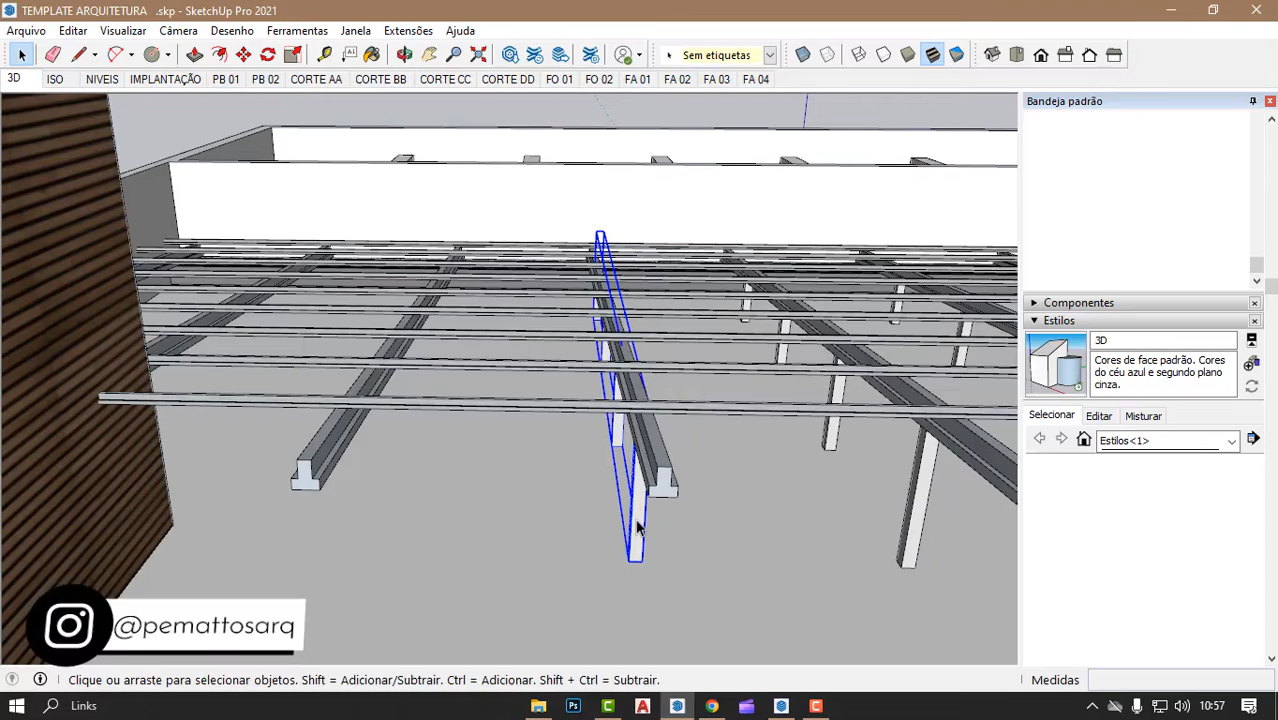 TEMPLATE ARQUITETURA .skp - SketchUp Pro 2021
Arquivo Editar Visualizar Câmera Desenho Ferramentas Janela Extensões Ajuda
Sem etiquetas
3D ISO NIVEIS IMPLANTAÇÃO PB 01 PB 02 CORTE AA CORTE BB CORTE CC CORTE DD FO 01 FO 02 FA 01 FA 02 FA 03 FA 04
Bandeja padrão
Componentes
Estilos
3D
Cores de face padrão. Cores
do céu azul e segundo plano
cinza.
Selecionar Editar Misturar
Estilos<1>
@pemattosarq
Clique ou arraste para selecionar objetos. Shift = Adicionar/Subtrair. Ctrl = Adicionar. Shift + Ctrl = Subtrair.
Medidas
Links
Ps
10:57